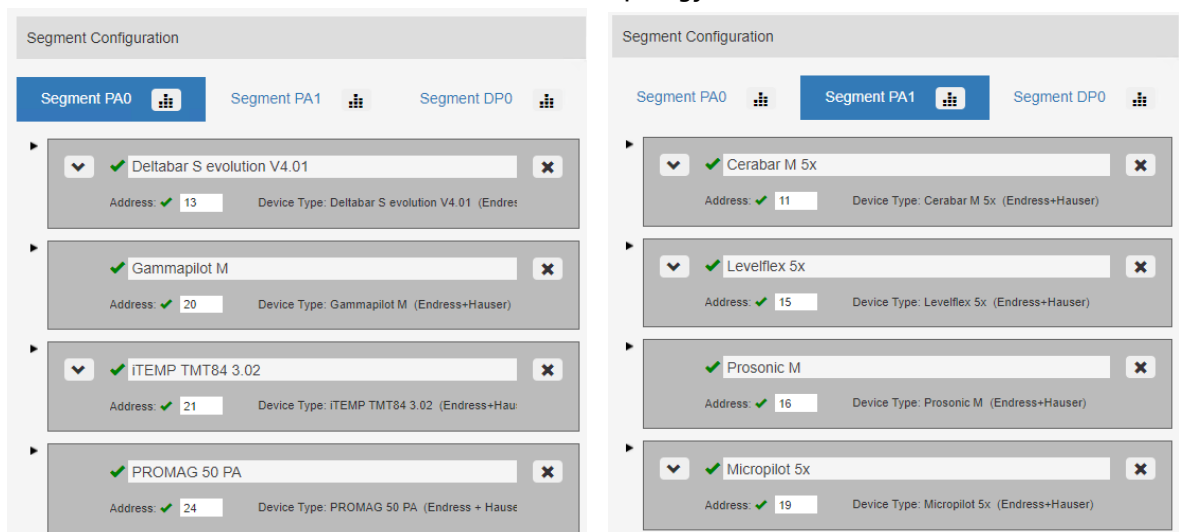 Segment Configuration
Segment PA0 Segment PA1 Segment DP0
Deltabar S evolution V4.01
Address: 13 Device Type: Deltabar S evolution V4.01 (Endres
Gammapilot M
Address: 20 Device Type: Gammapilot M (Endress+Hauser)
iTEMP TMT84 3.02
Address: 21 Device Type: iTEMP TMT84 3.02 (Endress+Hau
PROMAG 50 PA
Address: 24 Device Type: PROMAG 50 PA (Endress + Hause
Segment Configuration
Segment PA0 Segment PA1 Segment DP0
Cerabar M 5x
Address: 11 Device Type: Cerabar M 5x (Endress+Hauser)
Levelflex 5x
Address: 15 Device Type: Levelflex 5x (Endress+Hauser)
Prosonic M
Address: 16 Device Type: Prosonic M (Endress+Hauser)
Micropilot 5x
Address: 19 Device Type: Micropilot 5x (Endress+Hauser)